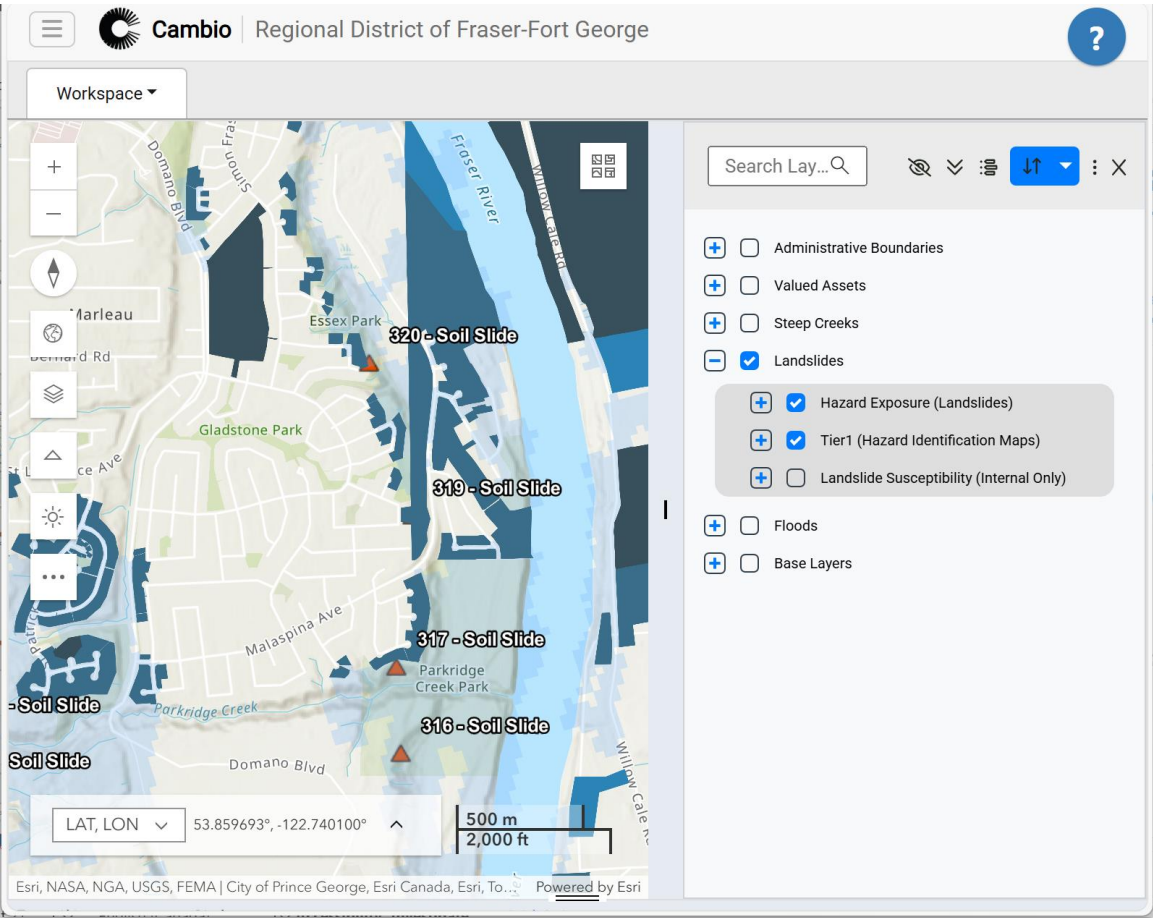 Cambio
Regional District of Fraser-Fort George
?
Workspace
Search Lay...
Administrative Boundaries
Valued Assets
Steep Creeks
Landslides
Hazard Exposure (Landslides)
Tier1 (Hazard Identification Maps)
Landslide Susceptibility (Internal Only)
Floods
Base Layers
Domano Blvd
Simon Fras
Fraser River
Willow Cale Rd
Marleau
Essex Park
320 - Soil Slide
Bernard Rd
Gladstone Park
319 - Soil Slide
ce Ave
Patrick
Malaspina Ave
317 - Soil Slide
Parkridge
Creek Park
- Soil Slide
Parkridge Creek
316 - Soil Slide
Soil Slide
Domano Blvd
Willow Cale Rd
LAT, LON
53.859693°, -122.740100°
500 m
2,000 ft
Esri, NASA, NGA, USGS, FEMA | City of Prince George, Esri Canada, Esri, To...
Powered by Esri